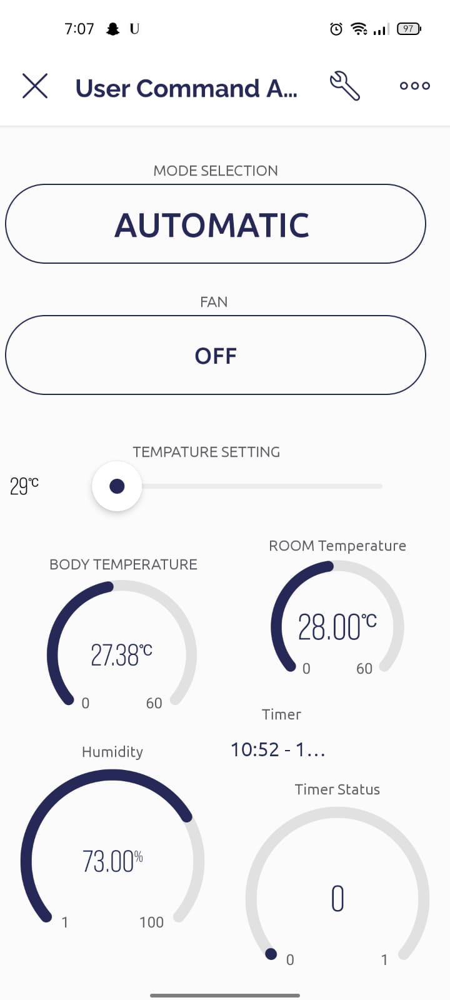 7:07 U 97
User Command A...
MODE SELECTION
AUTOMATIC
FAN
OFF
TEMPATURE SETTING
29℃
ROOM Temperature
BODY TEMPERATURE
28.00℃
27.38℃
0 60
0 60
Timer
Humidity
10:52 - 1...
Timer Status
73.00%
0
1 100
0 1